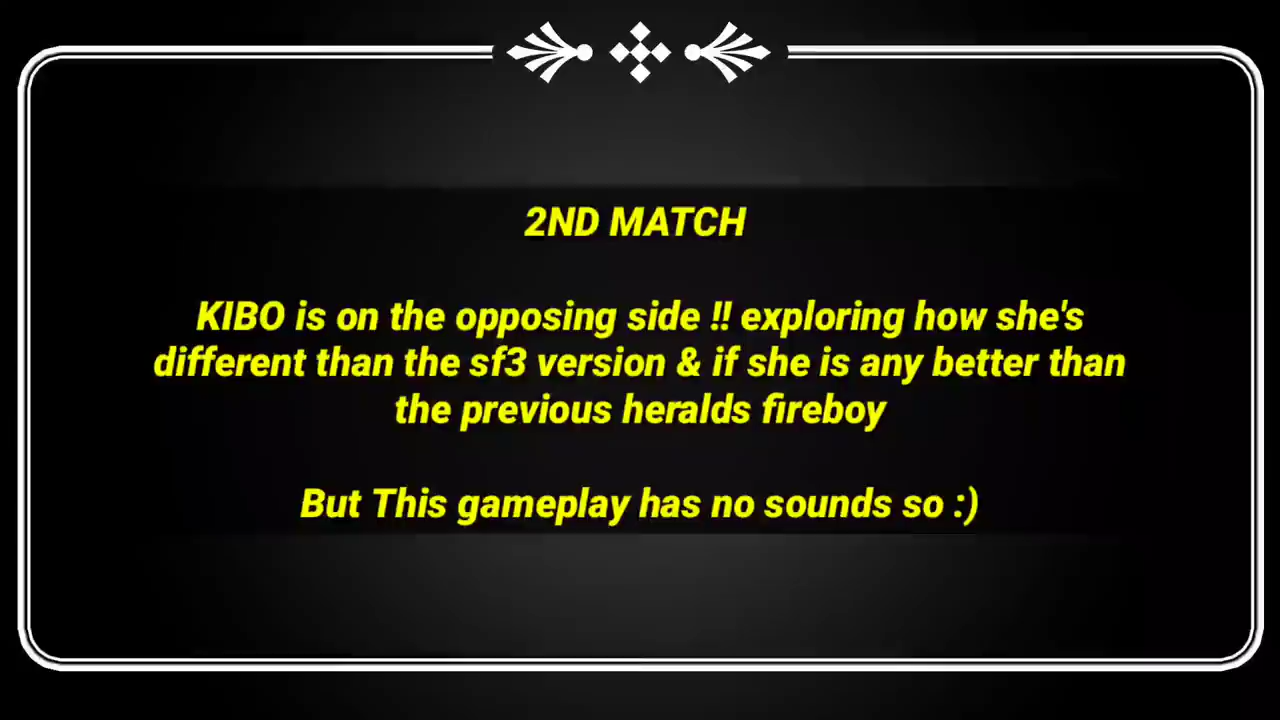 2ND MATCH
KIBO is on the opposing side !! exploring how she's
different than the sf3 version & if she is any better than
the previous heralds fireboy
But This gameplay has no sounds so :)